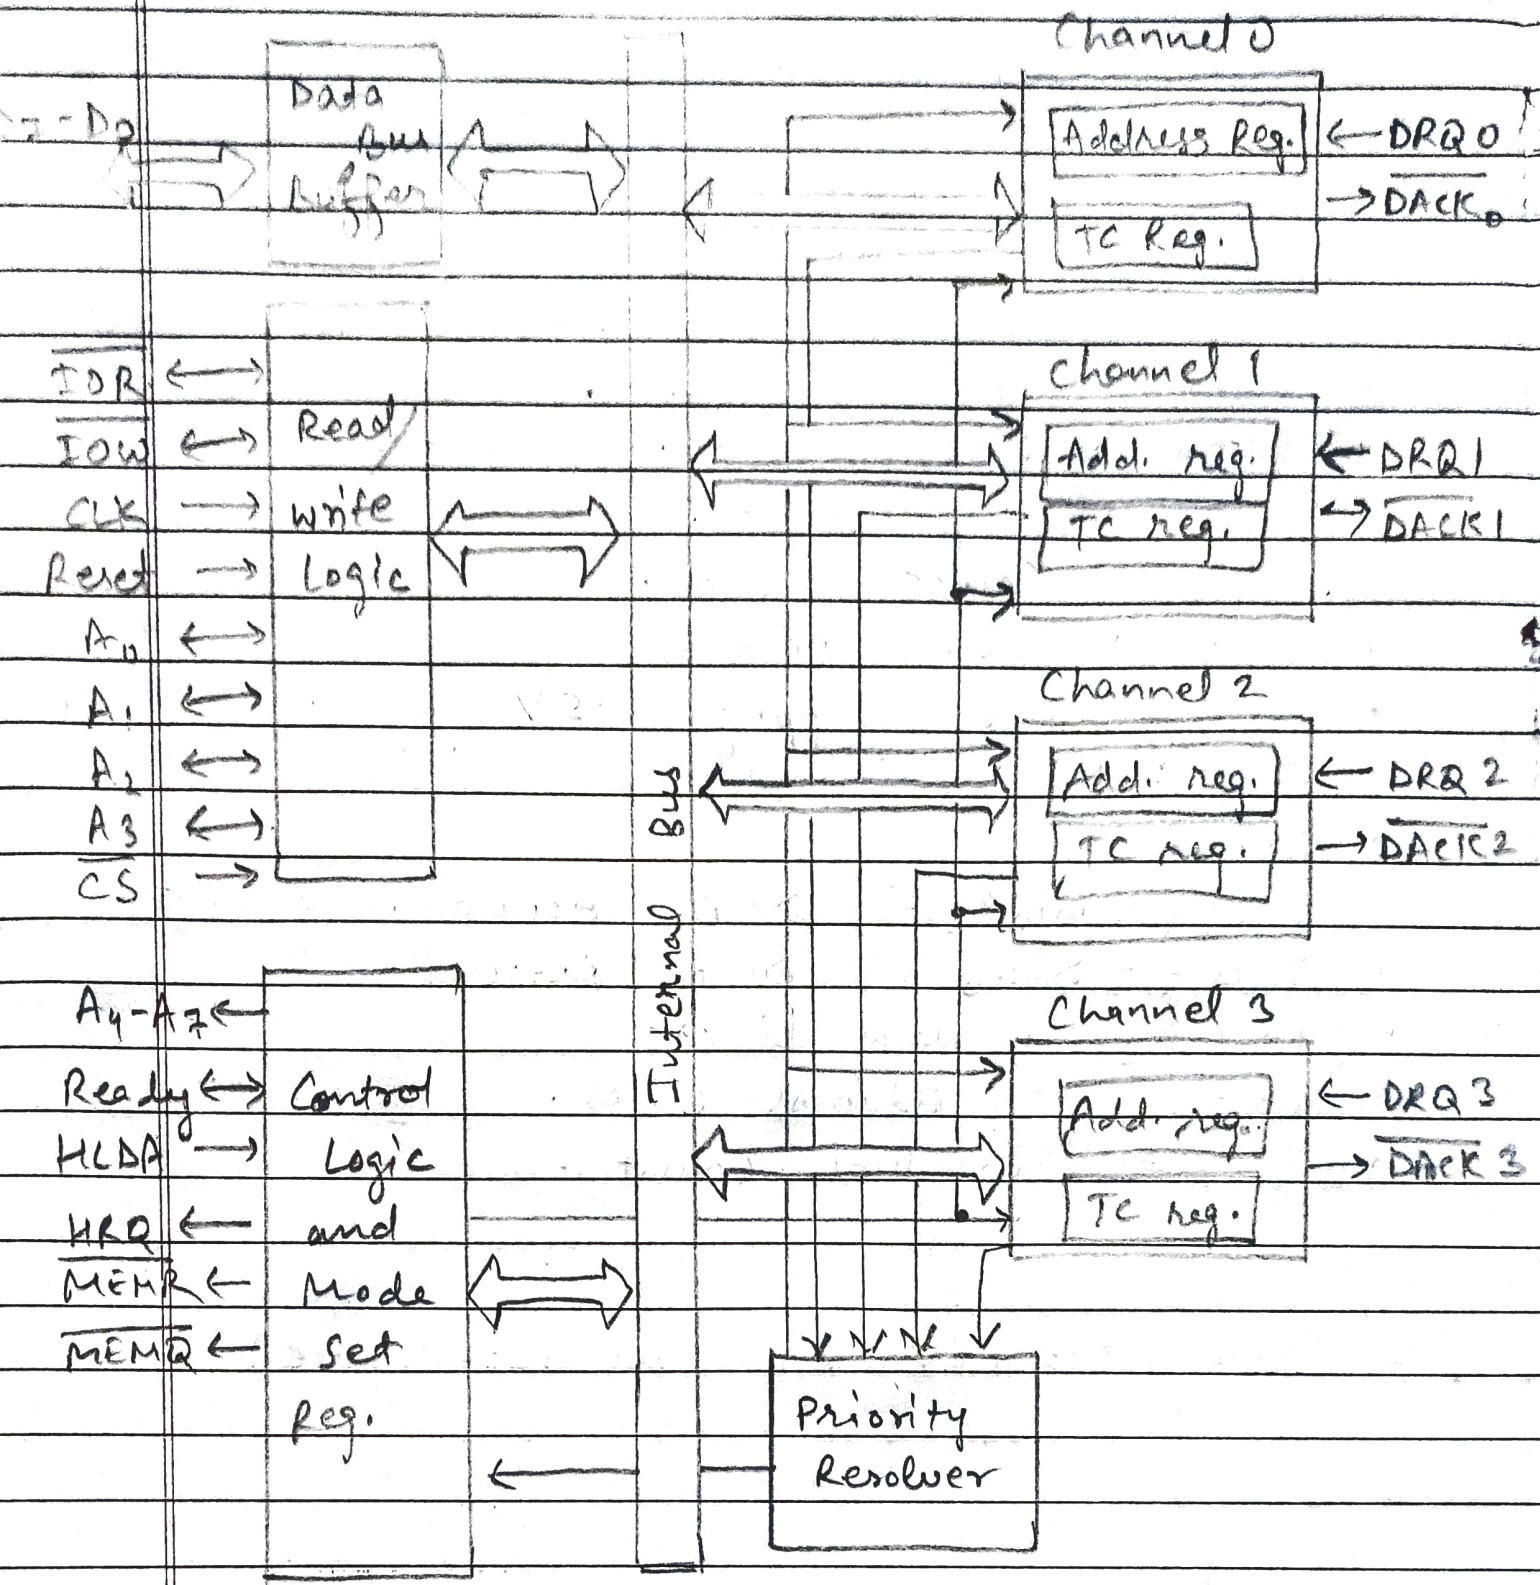 Channel 0
Data
Bus
Buffer
D7-D0
Address Reg.
DRQ0
DACK0
TC Reg.
Channel 1
IOR
Read/
IOW
Add. reg.
DRQ1
CLK
write
TC reg.
DACK1
Reset
Logic
A0
Channel 2
A1
A2
Add. reg.
DRQ 2
A3
TC reg.
DACK2
CS
Internal Bus
A4-A7
Channel 3
Ready
Control
Add. reg.
DRQ 3
HLDA
Logic
DACK 3
HRQ
and
TC reg.
MEMR
Mode
MEMQ
Set
Reg.
Priority
Resolver